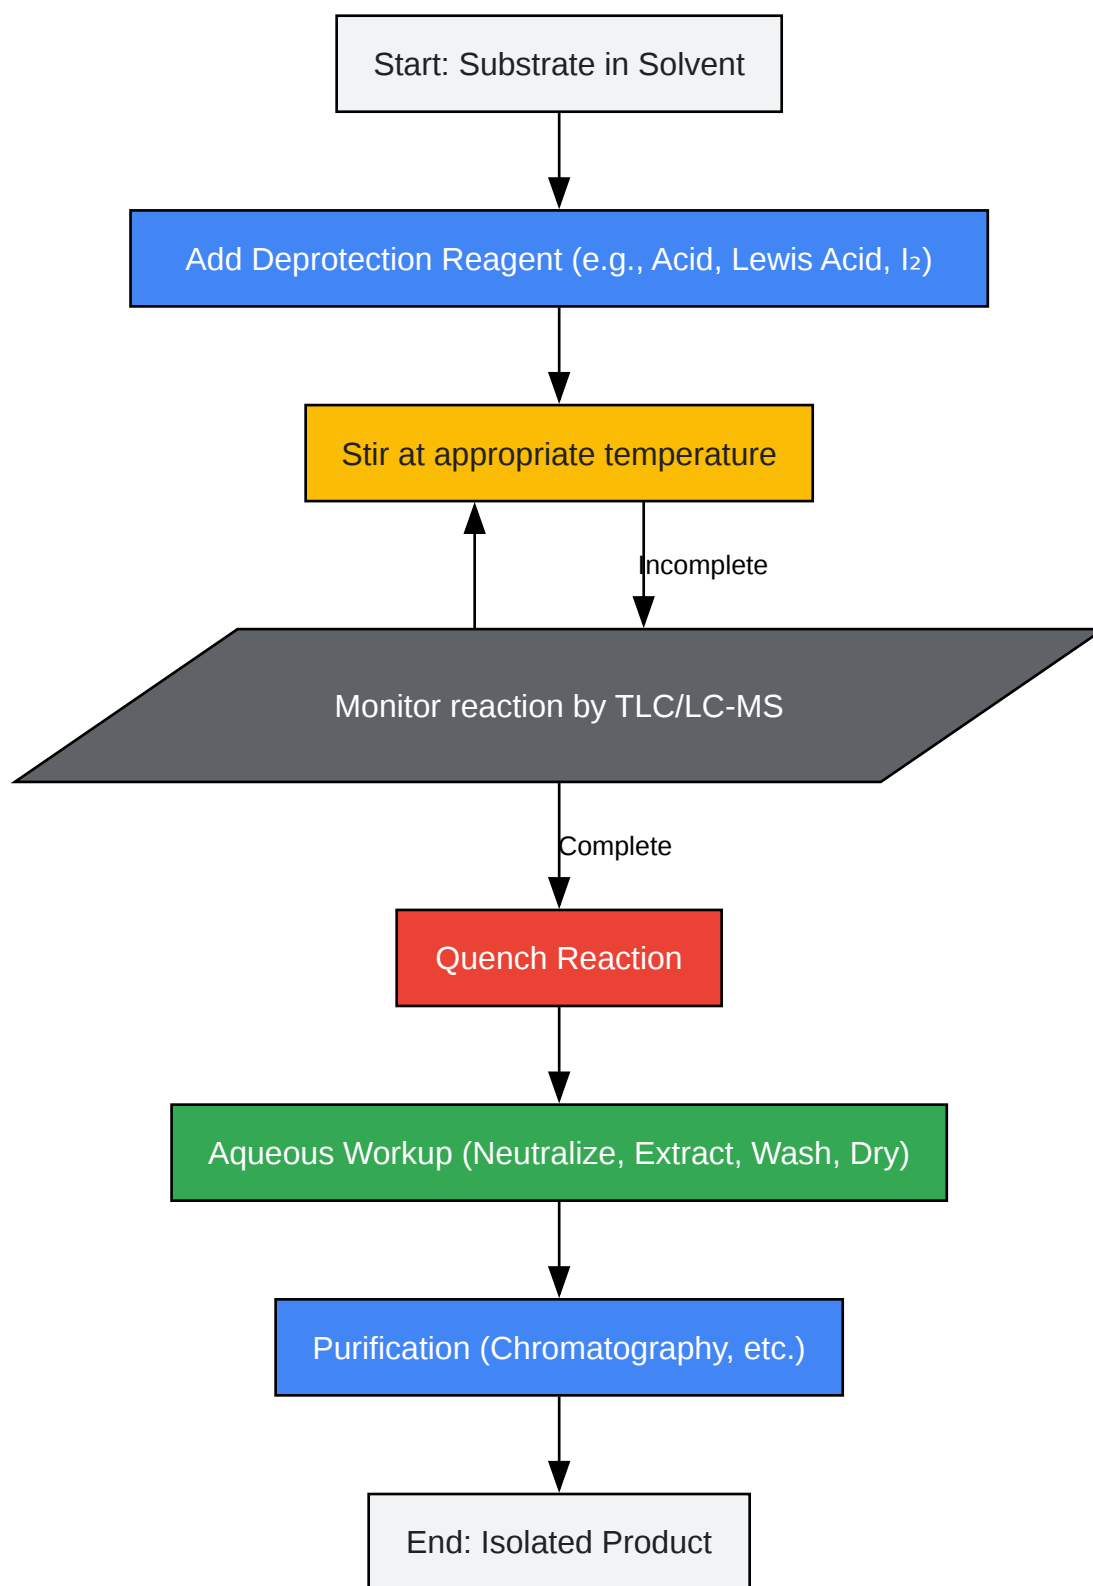 Start: Substrate in Solvent
Add Deprotection Reagent (e.g., Acid, Lewis Acid, I₂)
Stir at appropriate temperature
Incomplete
Monitor reaction by TLC/LC-MS
Complete
Quench Reaction
Aqueous Workup (Neutralize, Extract, Wash, Dry)
Purification (Chromatography, etc.)
End: Isolated Product